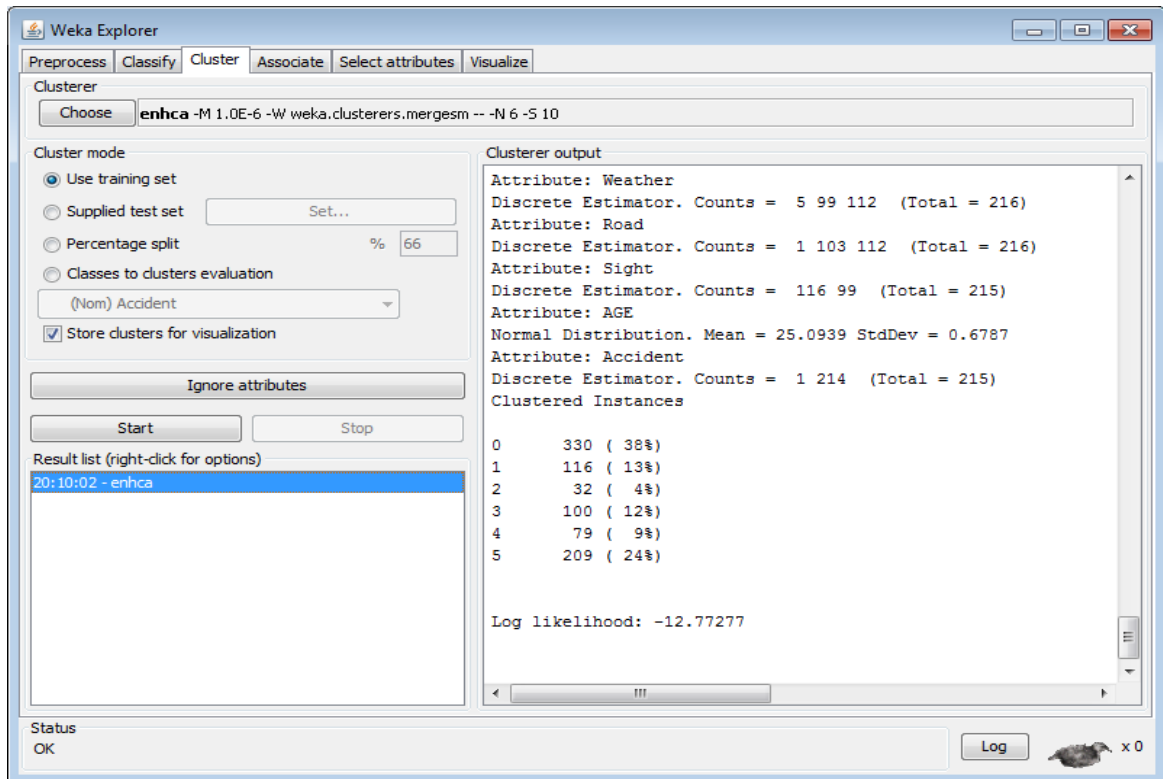 Weka Explorer
Preprocess Classify Cluster Associate Select attributes Visualize
Clusterer
Choose enhca -M 1.0E-6 -W weka.clusterers.mergesm -- -N 6 -S 10
Cluster mode
Use training set
Supplied test set Set...
Percentage split % 66
Classes to clusters evaluation
(Nom) Accident
Store clusters for visualization
Ignore attributes
Start Stop
Result list (right-click for options)
20:10:02 - enhca
Clusterer output
Attribute: Weather
Discrete Estimator. Counts = 5 99 112 (Total = 216)
Attribute: Road
Discrete Estimator. Counts = 1 103 112 (Total = 216)
Attribute: Sight
Discrete Estimator. Counts = 116 99 (Total = 215)
Attribute: AGE
Normal Distribution. Mean = 25.0939 StdDev = 0.6787
Attribute: Accident
Discrete Estimator. Counts = 1 214 (Total = 215)
Clustered Instances
0 330 ( 38%)
1 116 ( 13%)
2 32 ( 4%)
3 100 ( 12%)
4 79 ( 9%)
5 209 ( 24%)
Log likelihood: -12.77277
Status
OK
Log x 0